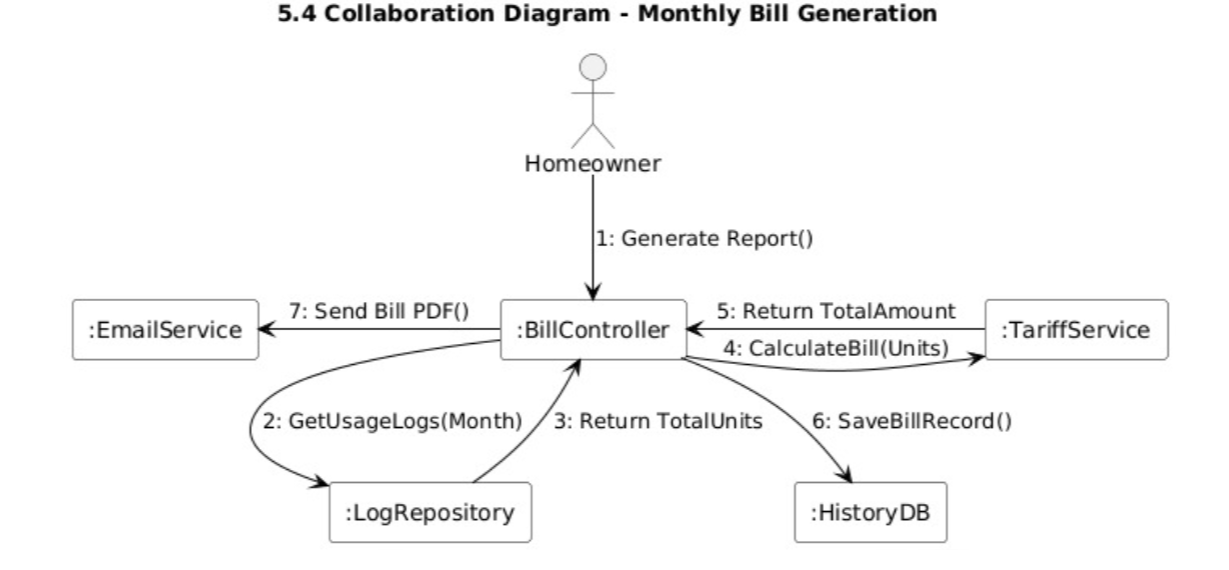 5.4 Collaboration Diagram - Monthly Bill Generation
Homeowner
1: Generate Report()
7: Send Bill PDF()
5: Return TotalAmount
:EmailService
:BillController
:TariffService
4: CalculateBill(Units)
2: GetUsageLogs(Month)
3: Return TotalUnits
6: SaveBillRecord()
:LogRepository
:HistoryDB